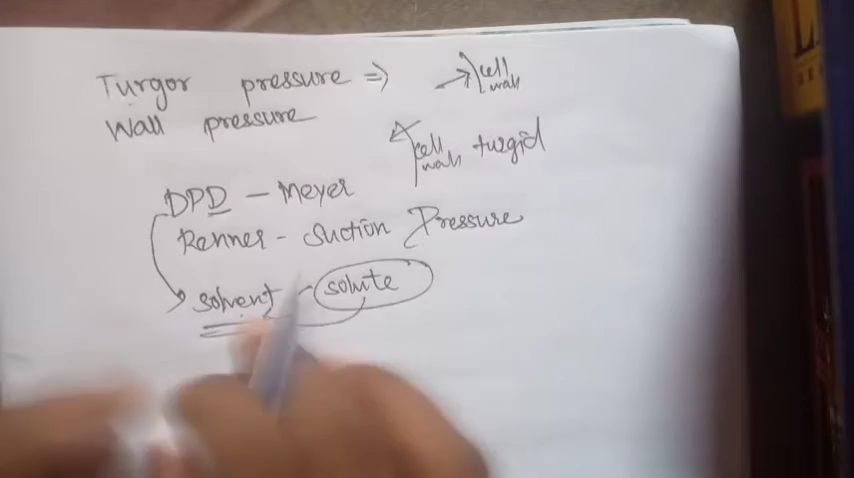 Turgor pressure ⇒ → cell wall
Wall pressure
cell wall turgid
DPD - Meyer
Renner - Suction Pressure
solvent - solute